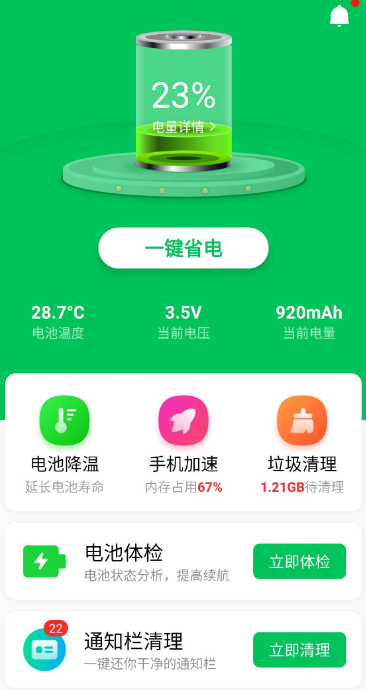 23%
电量详情 >
一键省电
28.7°C
3.5V
920mAh
电池温度
当前电压
当前电量
电池降温
手机加速
垃圾清理
延长电池寿命
内存占用67%
1.21GB待清理
电池体检
电池状态分析，提高续航
立即体检
22
通知栏清理
一键还你干净的通知栏
立即清理